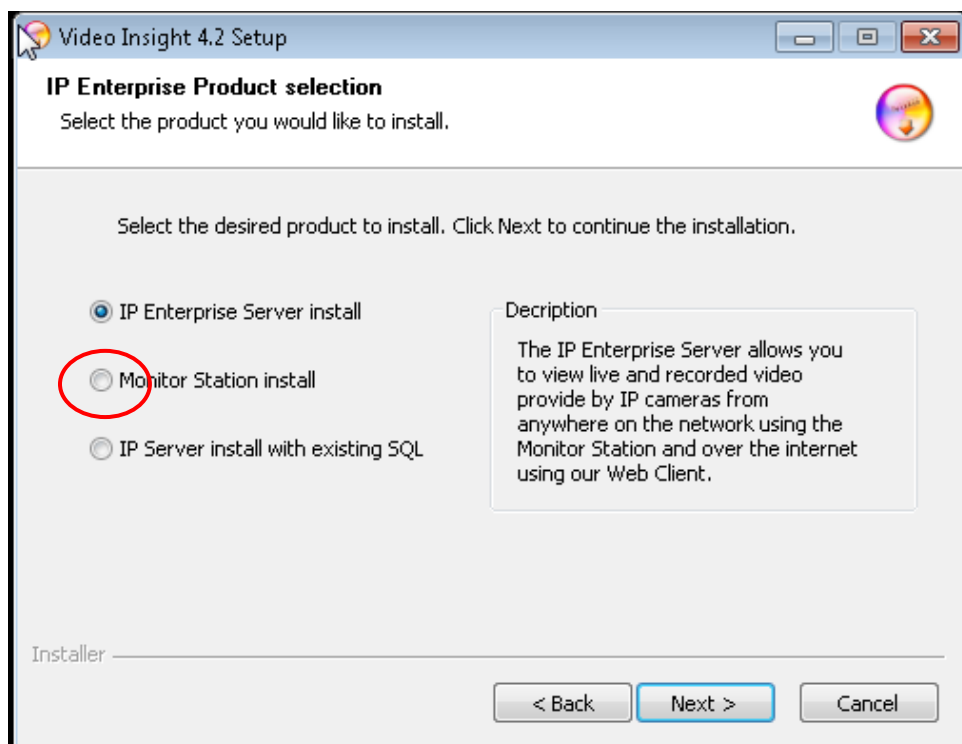 Video Insight 4.2 Setup
IP Enterprise Product selection
Select the product you would like to install.
Select the desired product to install. Click Next to continue the installation.
IP Enterprise Server install
Monitor Station install
IP Server install with existing SQL
Decription
The IP Enterprise Server allows you
to view live and recorded video
provide by IP cameras from
anywhere on the network using the
Monitor Station and over the internet
using our Web Client.
Installer
< Back
Next >
Cancel